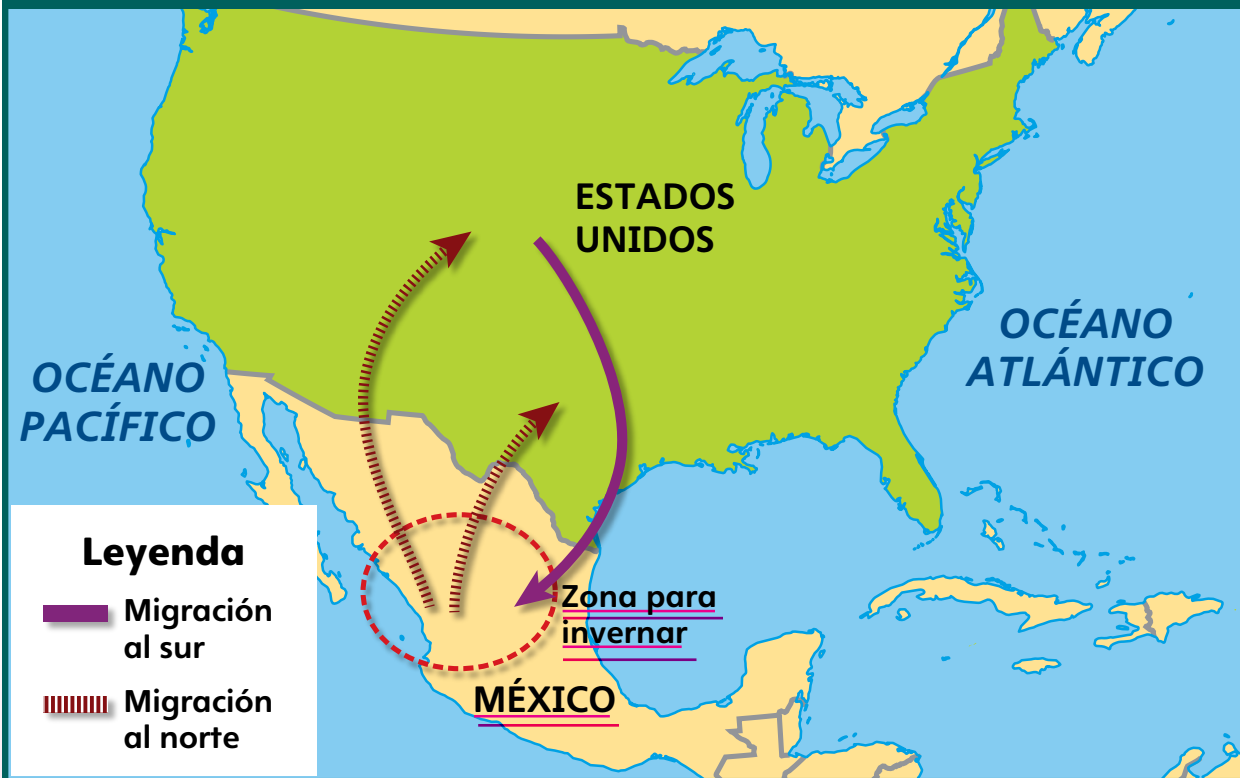 ESTADOS
UNIDOS
OCÉANO
ATLÁNTICO
OCÉANO
PACÍFICO
Leyenda
Migración
al sur
Migración
al norte
Zona para
invernar
MÉXICO